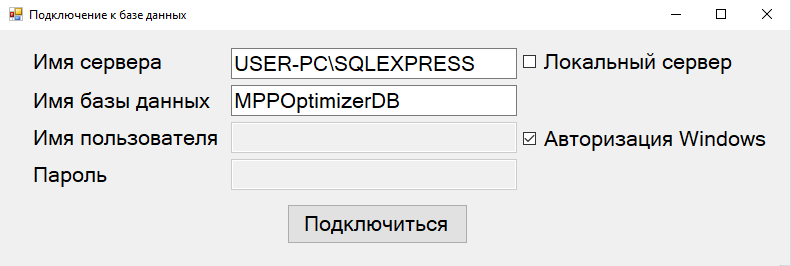 Подключение к базе данных
Имя сервера USER-PC\SQLEXPRESS Локальный сервер
Имя базы данных MPPOptimizerDB
Имя пользователя Авторизация Windows
Пароль
Подключиться